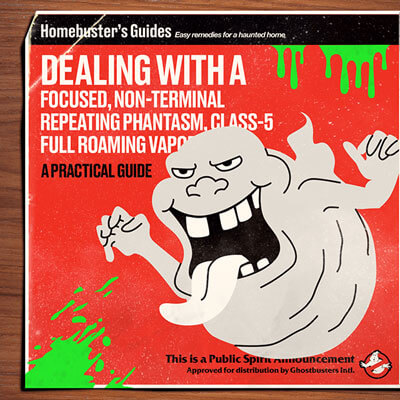 Homebuster's Guides Easy remedies for a haunted home.
DEALING WITH A
FOCUSED, NON-TERMINAL
REPEATING PHANTASM, CLASS-5
FULL ROAMING VAPO
A PRACTICAL GUIDE
This is a Public Spirit Announcement
Approved for distribution by Ghostbusters Intl.